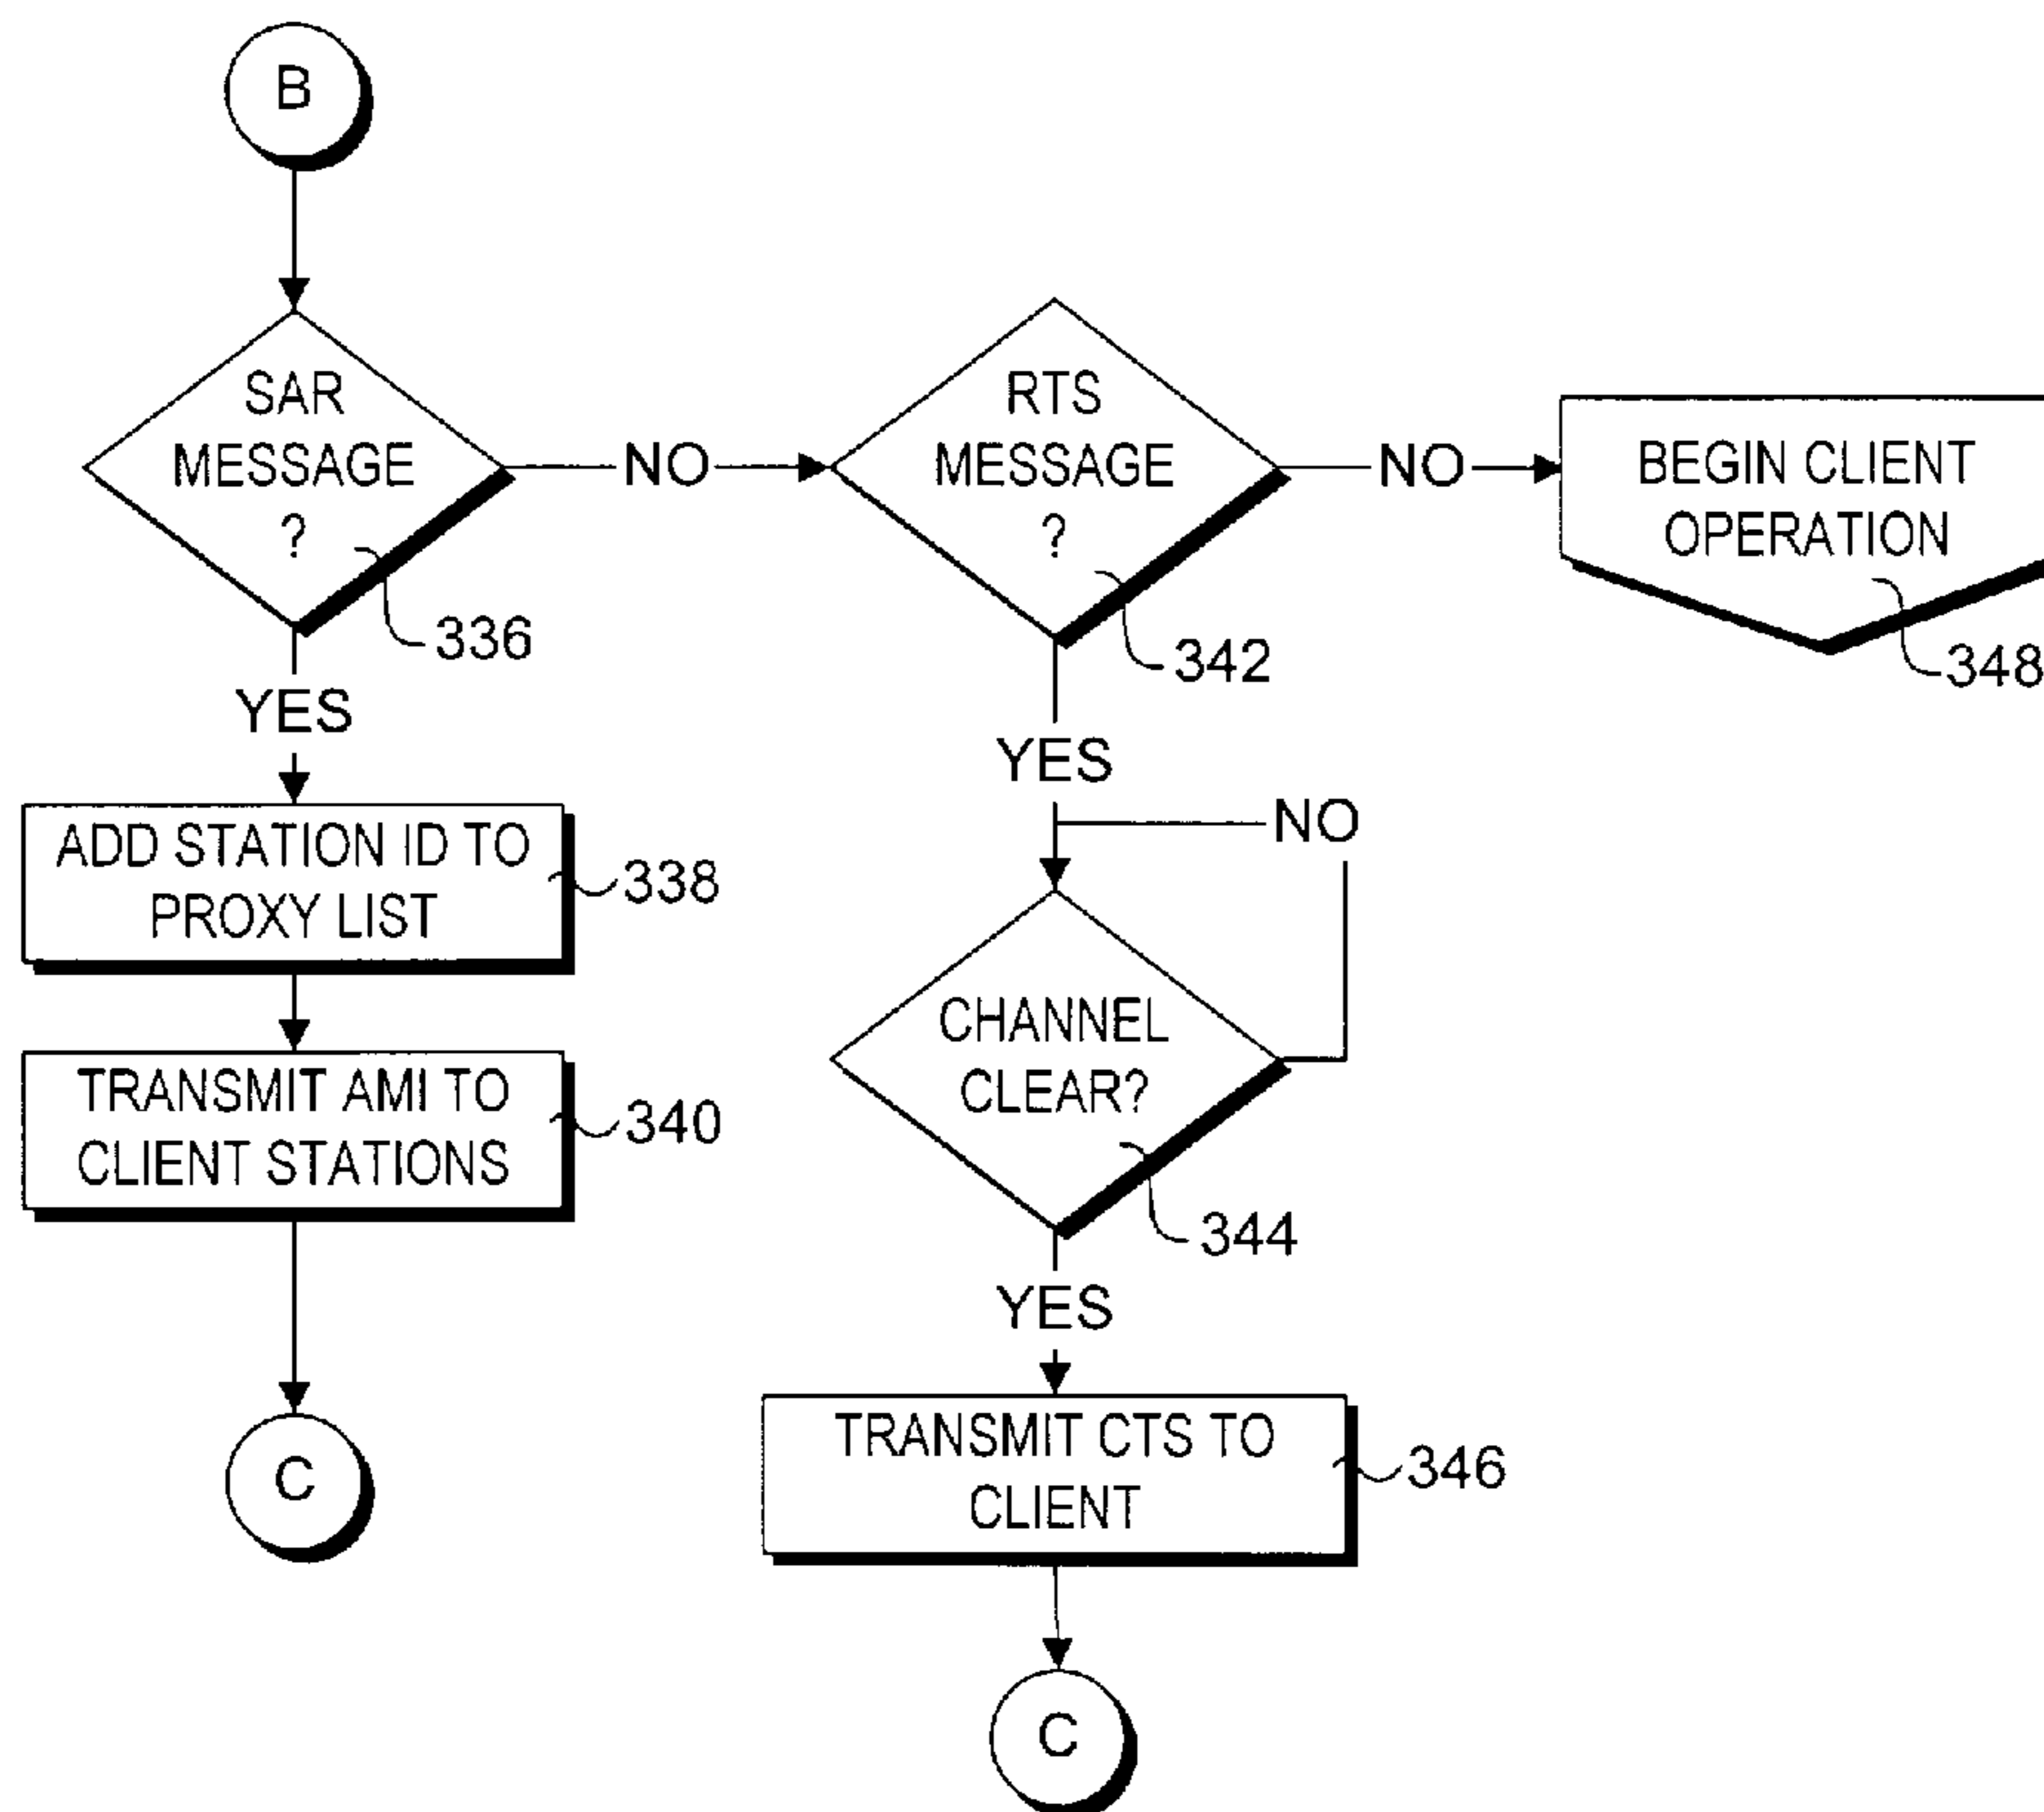 B
SAR
MESSAGE
?
336
NO
RTS
MESSAGE
?
342
NO
BEGIN CLIENT
OPERATION
348
YES
ADD STATION ID TO
PROXY LIST
338
TRANSMIT AMI TO
CLIENT STATIONS
340
C
YES
NO
CHANNEL
CLEAR?
344
YES
TRANSMIT CTS TO
CLIENT
346
C